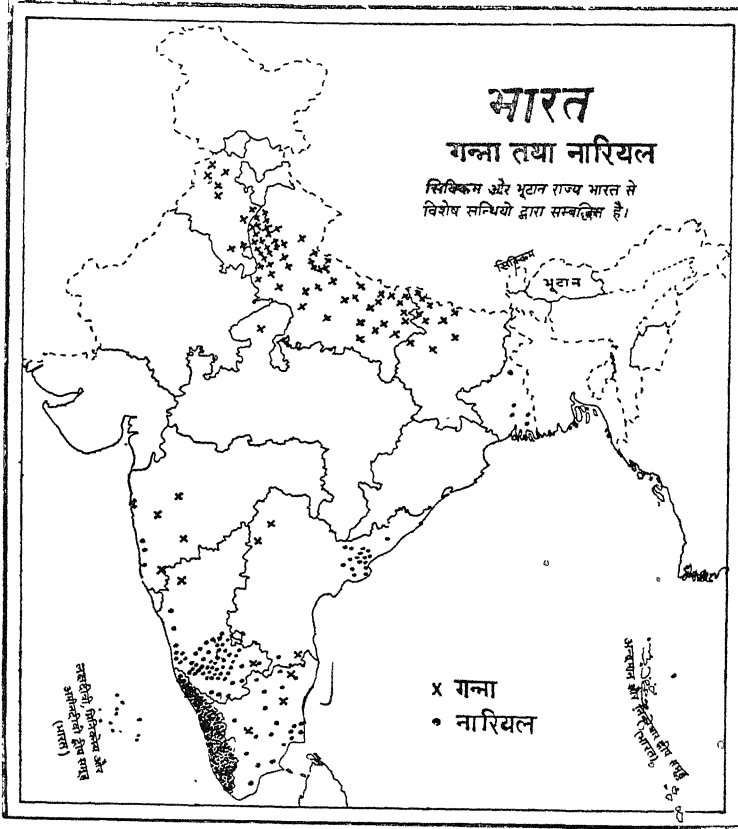 भारत
गन्ना तथा नारियल
सिक्किम और भूटान राज्य भारत से
विशेष सन्धियो द्वारा सम्बन्धित है।
सिक्किम
भूटान
x गन्ना
• नारियल
लक्षदीवी, मिनिकोय और
अमीनदीवी द्वीप समूह
(भारत)
अन्दमान और निकोबार द्वीप समूह
(भारत)